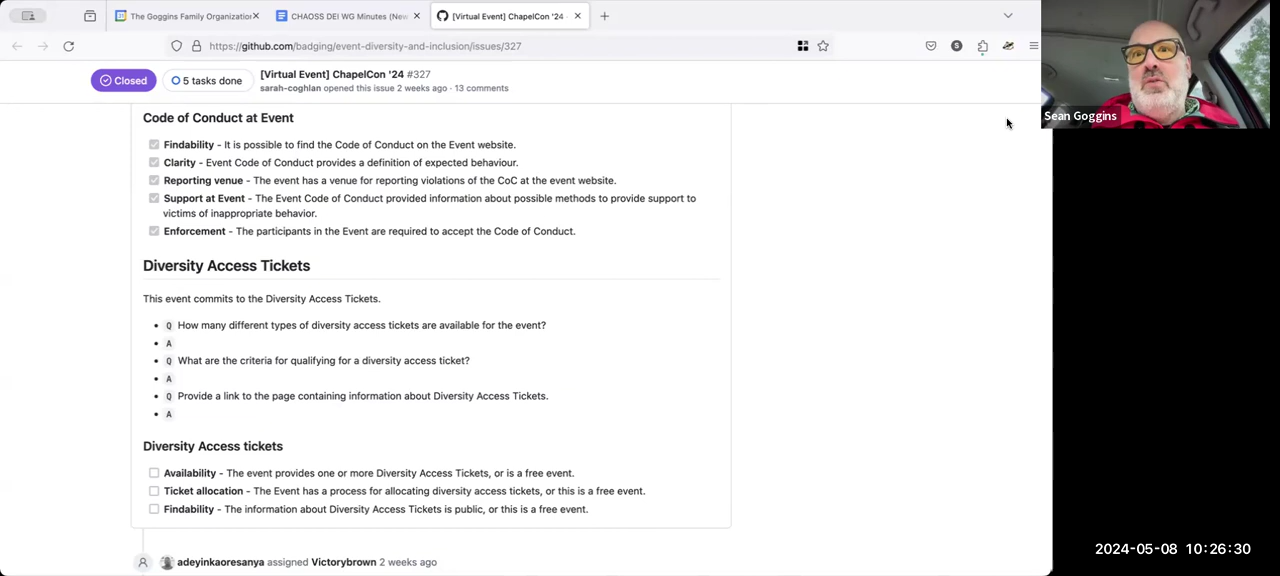 The Goggins Family Organization
CHAOSS DEI WG Minutes (New
[Virtual Event] ChapelCon '24
https://github.com/badging/event-diversity-and-inclusion/issues/327
S
Closed
5 tasks done
[Virtual Event] ChapelCon '24 #327
sarah-coghlan opened this issue 2 weeks ago · 13 comments
Sean Goggins
Code of Conduct at Event
Findability - It is possible to find the Code of Conduct on the Event website.
Clarity - Event Code of Conduct provides a definition of expected behaviour.
Reporting venue - The event has a venue for reporting violations of the CoC at the event website.
Support at Event - The Event Code of Conduct provided information about possible methods to provide support to
victims of inappropriate behavior.
Enforcement - The participants in the Event are required to accept the Code of Conduct.
Diversity Access Tickets
This event commits to the Diversity Access Tickets.
• Q How many different types of diversity access tickets are available for the event?
• A
• Q What are the criteria for qualifying for a diversity access ticket?
• A
• Q Provide a link to the page containing information about Diversity Access Tickets.
• A
Diversity Access tickets
Availability - The event provides one or more Diversity Access Tickets, or is a free event.
Ticket allocation - The Event has a process for allocating diversity access tickets, or this is a free event.
Findability - The information about Diversity Access Tickets is public, or this is a free event.
adeyinkaoresanya assigned Victorybrown 2 weeks ago
2024-05-08 10:26:30